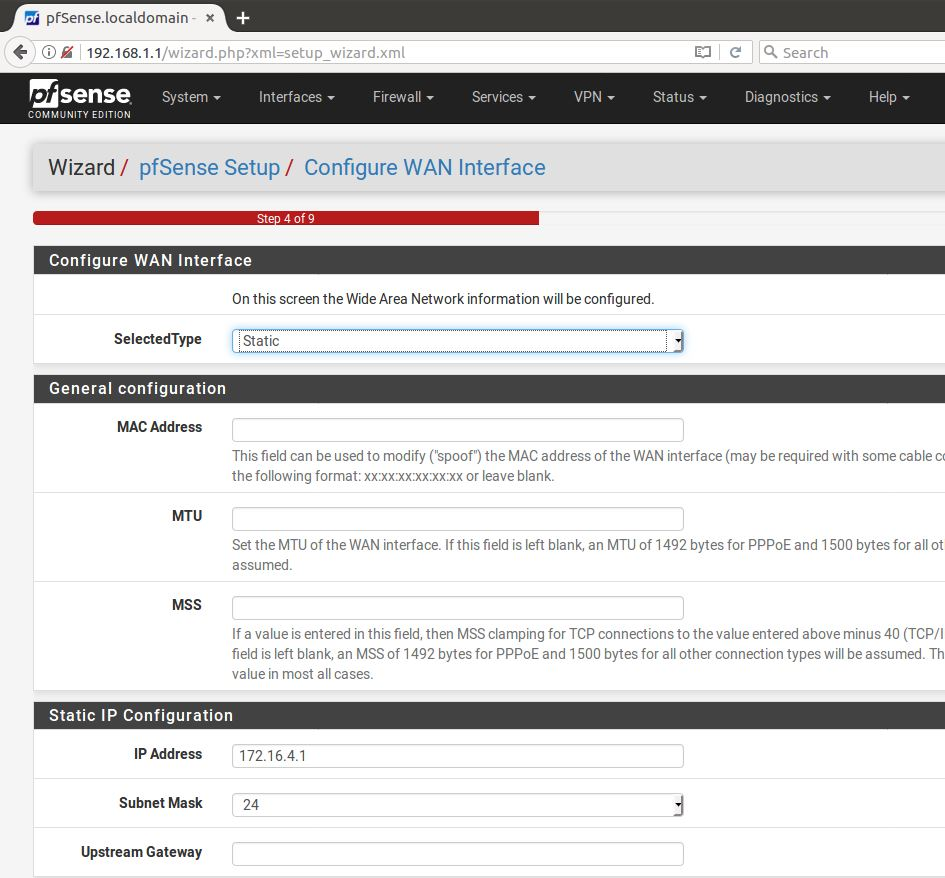 pfSense.localdomain -
192.168.1.1/wizard.php?xml=setup_wizard.xml
Search
pfsense
COMMUNITY EDITION
System Interfaces Firewall Services VPN Status Diagnostics Help
Wizard / pfSense Setup / Configure WAN Interface
Step 4 of 9
Configure WAN Interface
On this screen the Wide Area Network information will be configured.
SelectedType
Static
General configuration
MAC Address
This field can be used to modify ("spoof") the MAC address of the WAN interface (may be required with some cable co
the following format: xx:xx:xx:xx:xx:xx or leave blank.
MTU
Set the MTU of the WAN interface. If this field is left blank, an MTU of 1492 bytes for PPPoE and 1500 bytes for all ot
assumed.
MSS
If a value is entered in this field, then MSS clamping for TCP connections to the value entered above minus 40 (TCP/I
field is left blank, an MSS of 1492 bytes for PPPoE and 1500 bytes for all other connection types will be assumed. Th
value in most all cases.
Static IP Configuration
IP Address
172.16.4.1
Subnet Mask
24
Upstream Gateway